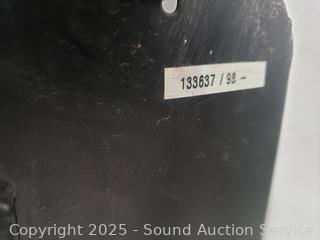 133637 / 98 –
Copyright 2025 - Sound Auction Service